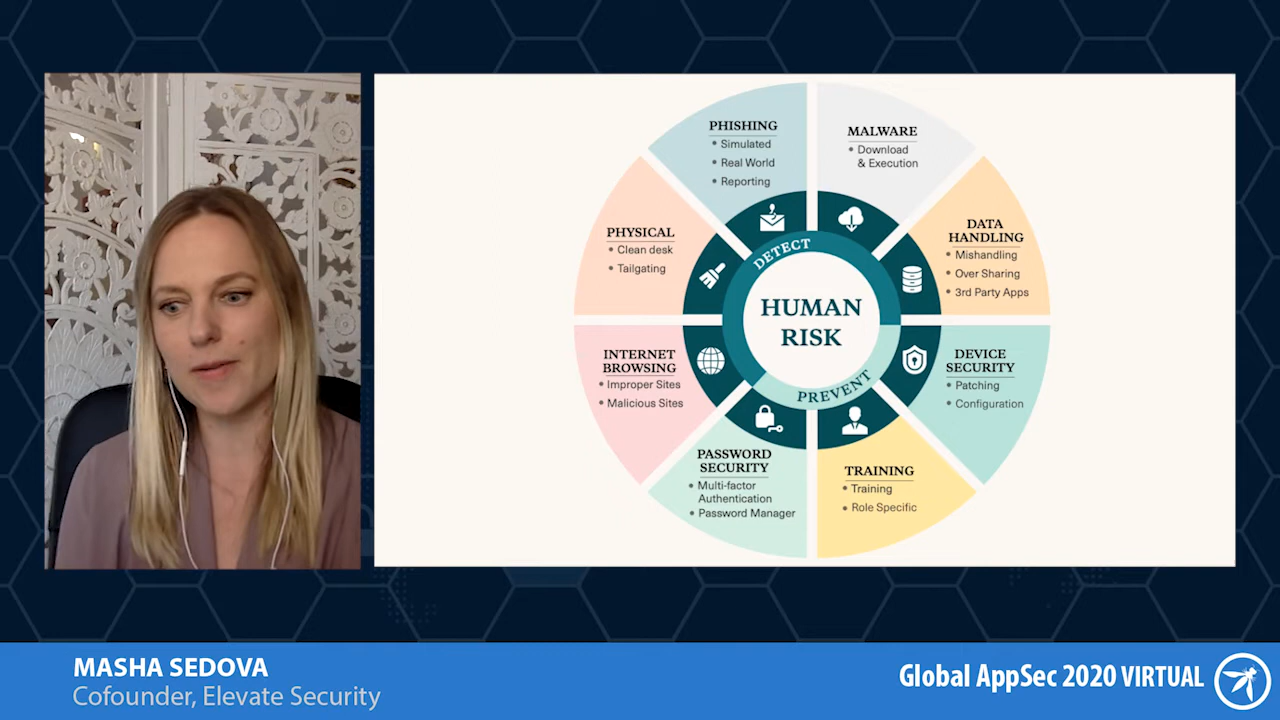 PHISHING
• Simulated
• Real World
• Reporting
MALWARE
• Download
& Execution
PHYSICAL
• Clean desk
• Tailgating
DATA
HANDLING
• Mishandling
• Over Sharing
• 3rd Party Apps
DETECT
HUMAN
RISK
PREVENT
INTERNET
BROWSING
• Improper Sites
• Malicious Sites
DEVICE
SECURITY
• Patching
• Configuration
PASSWORD
SECURITY
• Multi-factor
Authentication
• Password Manager
TRAINING
• Training
• Role Specific
MASHA SEDOVA
Cofounder, Elevate Security
Global AppSec 2020 VIRTUAL